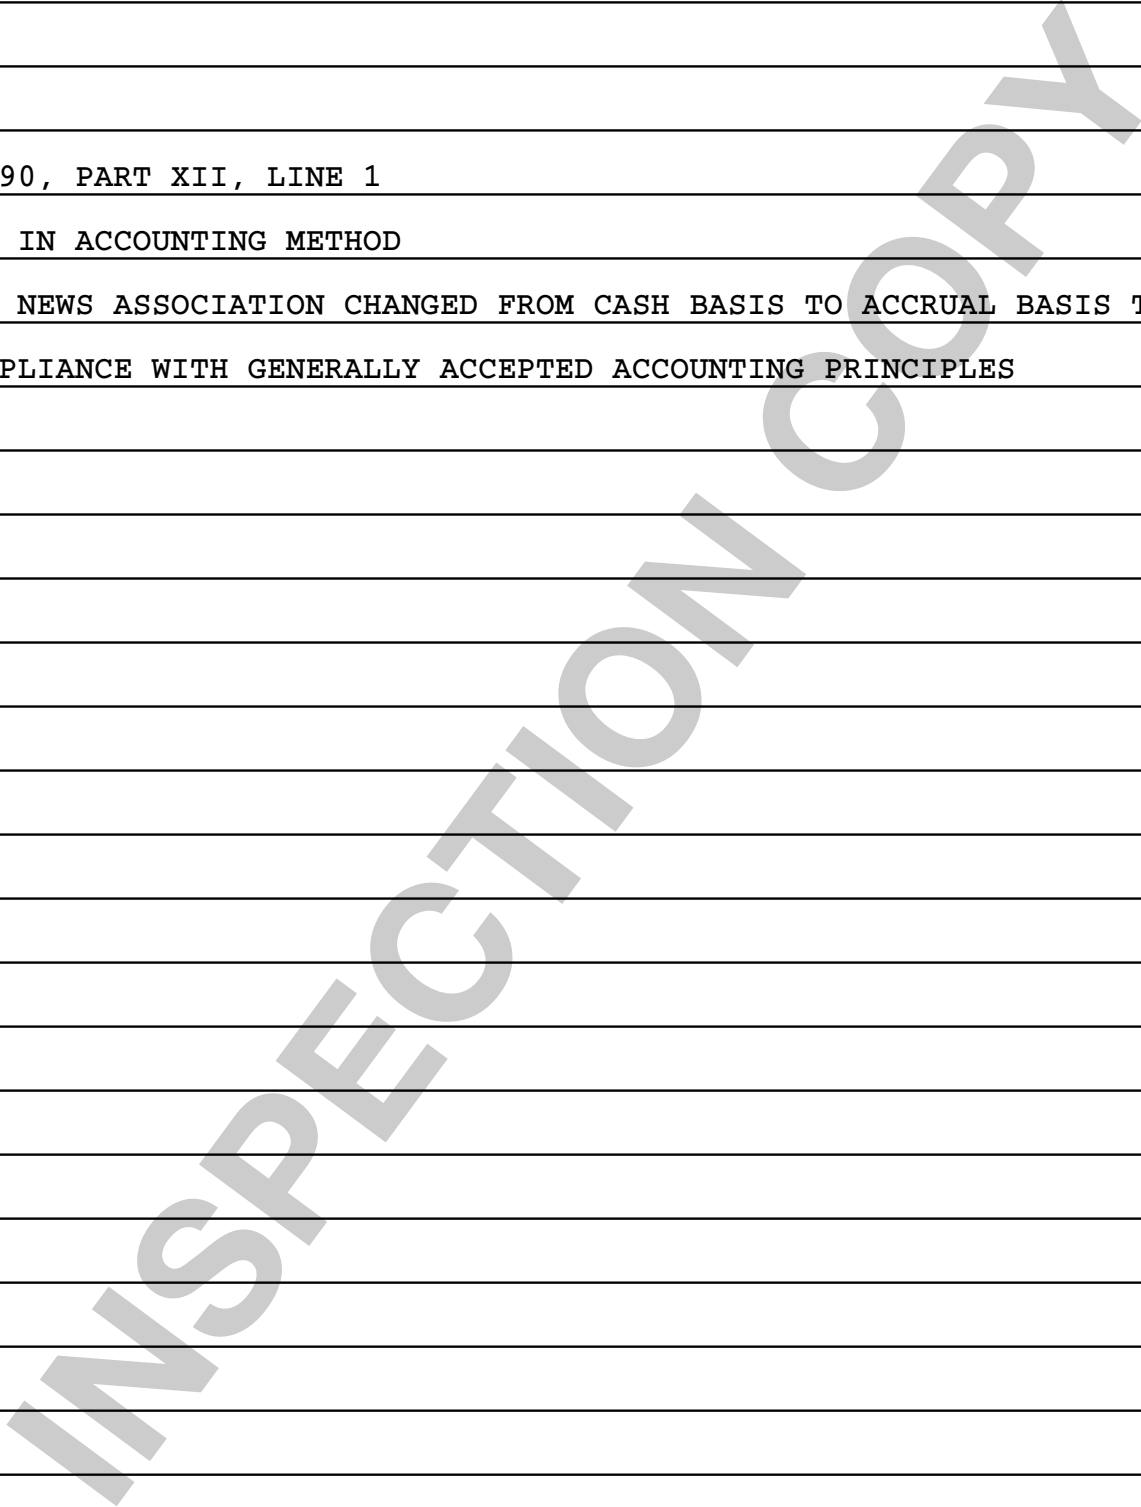 90, PART XII, LINE 1
IN ACCOUNTING METHOD
NEWS ASSOCIATION CHANGED FROM CASH BASIS TO ACCRUAL BASIS T
PLIANCE WITH GENERALLY ACCEPTED ACCOUNTING PRINCIPLES
INSPECTION COPY